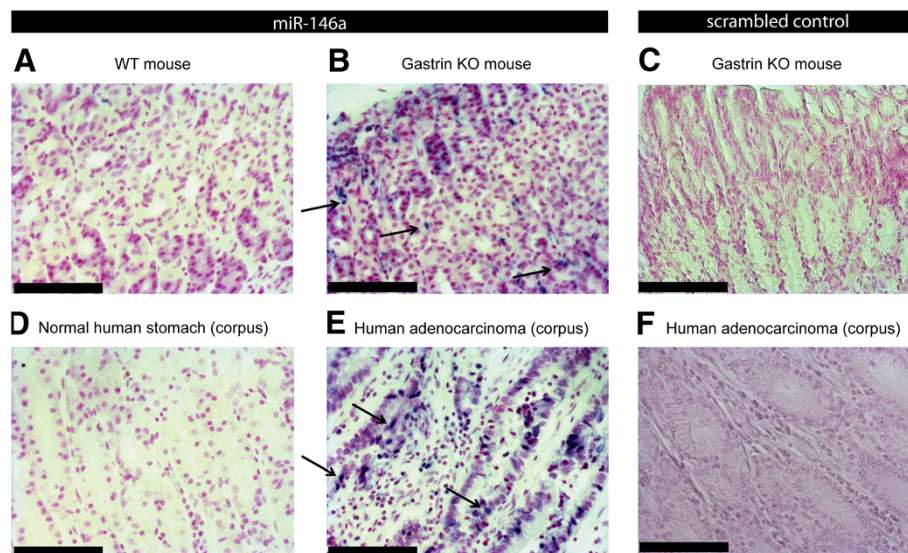 miR-146a
scrambled control
A
WT mouse
B
Gastrin KO mouse
C
Gastrin KO mouse
D
Normal human stomach (corpus)
E
Human adenocarcinoma (corpus)
F
Human adenocarcinoma (corpus)